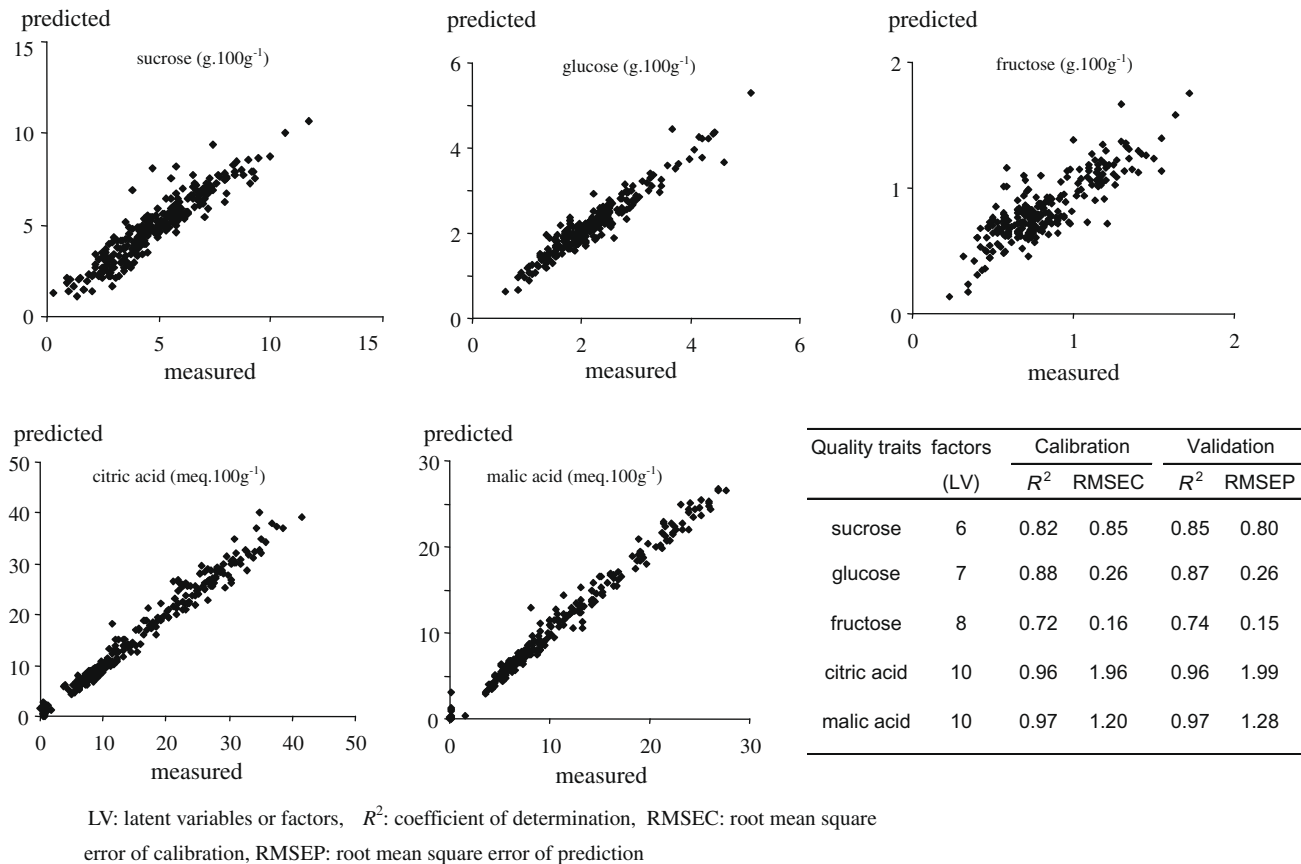 predicted
sucrose (g.100g⁻¹)
15
10
5
0
0 5 10 15
measured
predicted
glucose (g.100g⁻¹)
6
4
2
0
0 2 4 6
measured
predicted
fructose (g.100g⁻¹)
2
1
0
0 1 2
measured
predicted
citric acid (meq.100g⁻¹)
50
40
30
20
10
0
0 10 20 30 40 50
measured
predicted
malic acid (meq.100g⁻¹)
30
20
10
0
0 10 20 30
measured
Quality traits factors Calibration Validation
(LV) R² RMSEC R² RMSEP
sucrose 6 0.82 0.85 0.85 0.80
glucose 7 0.88 0.26 0.87 0.26
fructose 8 0.72 0.16 0.74 0.15
citric acid 10 0.96 1.96 0.96 1.99
malic acid 10 0.97 1.20 0.97 1.28
LV: latent variables or factors, R²: coefficient of determination, RMSEC: root mean square
error of calibration, RMSEP: root mean square error of prediction